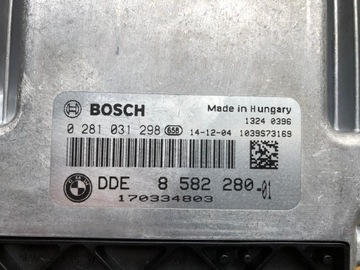 BOSCH
Made in Hungary
1324 0396
0 281 031 298 658 14-12-04 1039S73169
DDE 8 582 280-01
170334803